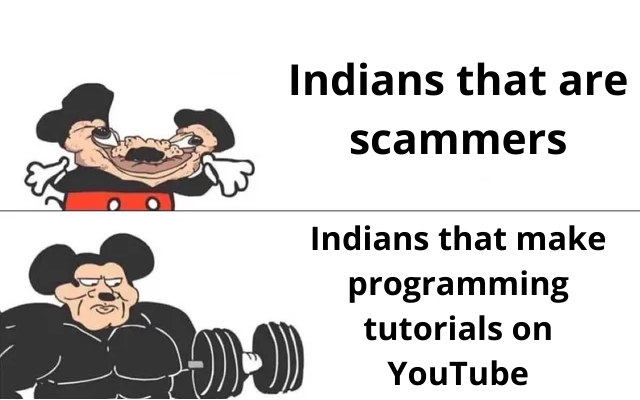 Indians that are
scammers
Indians that make
programming
tutorials on
YouTube